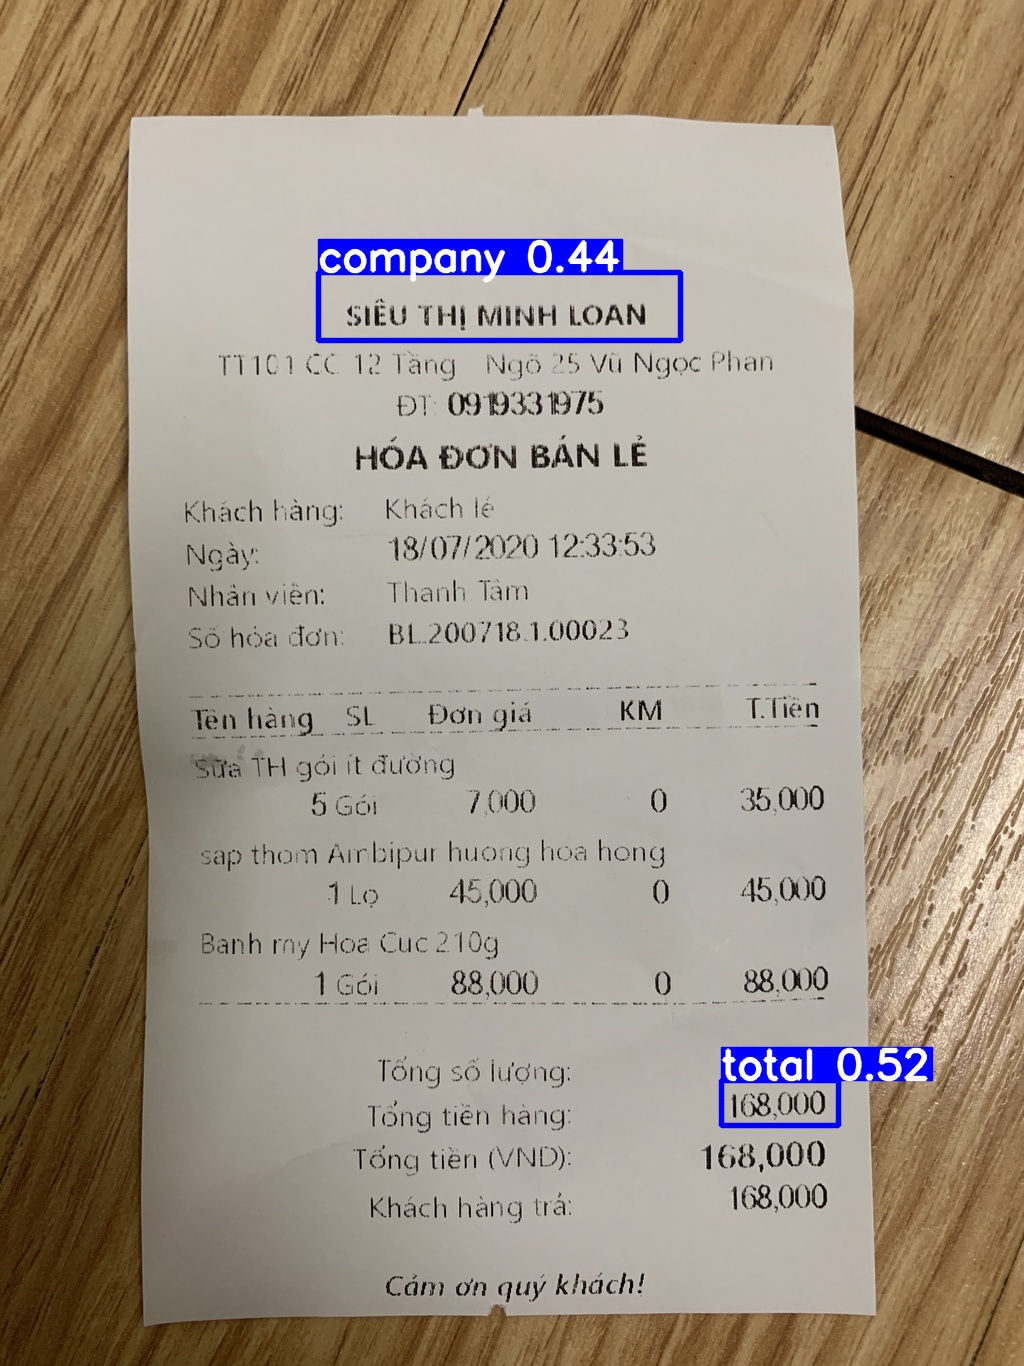 company 0.44
SIÊU THỊ MINH LOAN
TT101 CC 12 Tầng Ngõ 25 Vũ Ngọc Phan
ĐT: 0919331975
HÓA ĐƠN BÁN LẺ
Khách hàng: Khách lẻ
Ngày: 18/07/2020 12:33:53
Nhân viên: Thanh Tâm
Số hóa đơn: BL.200718.1.00023
Tên hàng SL Đơn giá KM T.Tiền
Sữa TH gói ít đường
5 Gói 7,000 0 35,000
sap thom Ambipur huong hoa hong
1 Lọ 45,000 0 45,000
Banh my Hoa Cuc 210g
1 Gói 88,000 0 88,000
Tổng số lượng: total 0.52
Tổng tiền hàng: 168,000
Tổng tiền (VND): 168,000
Khách hàng trả: 168,000
Cảm ơn quý khách!